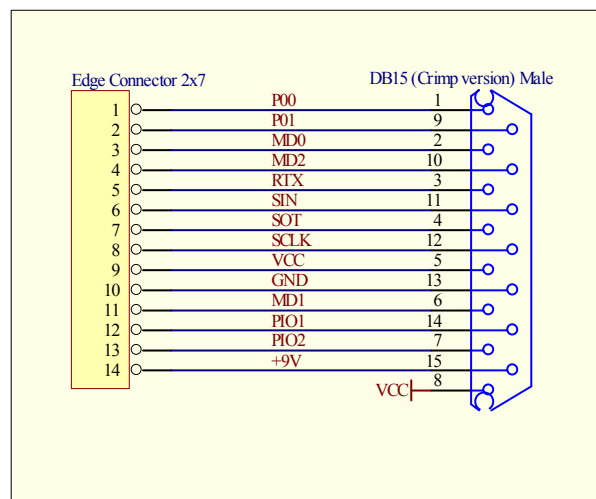 Edge Connector 2x7
DB15 (Crimp version) Male
1 P00 1
2 P01 9
3 MD0 2
4 MD2 10
5 RTX 3
6 SIN 11
7 SOT 4
8 SCLK 12
9 VCC 5
10 GND 13
11 MD1 6
12 PIO1 14
13 PIO2 7
14 +9V 15
VCC 8